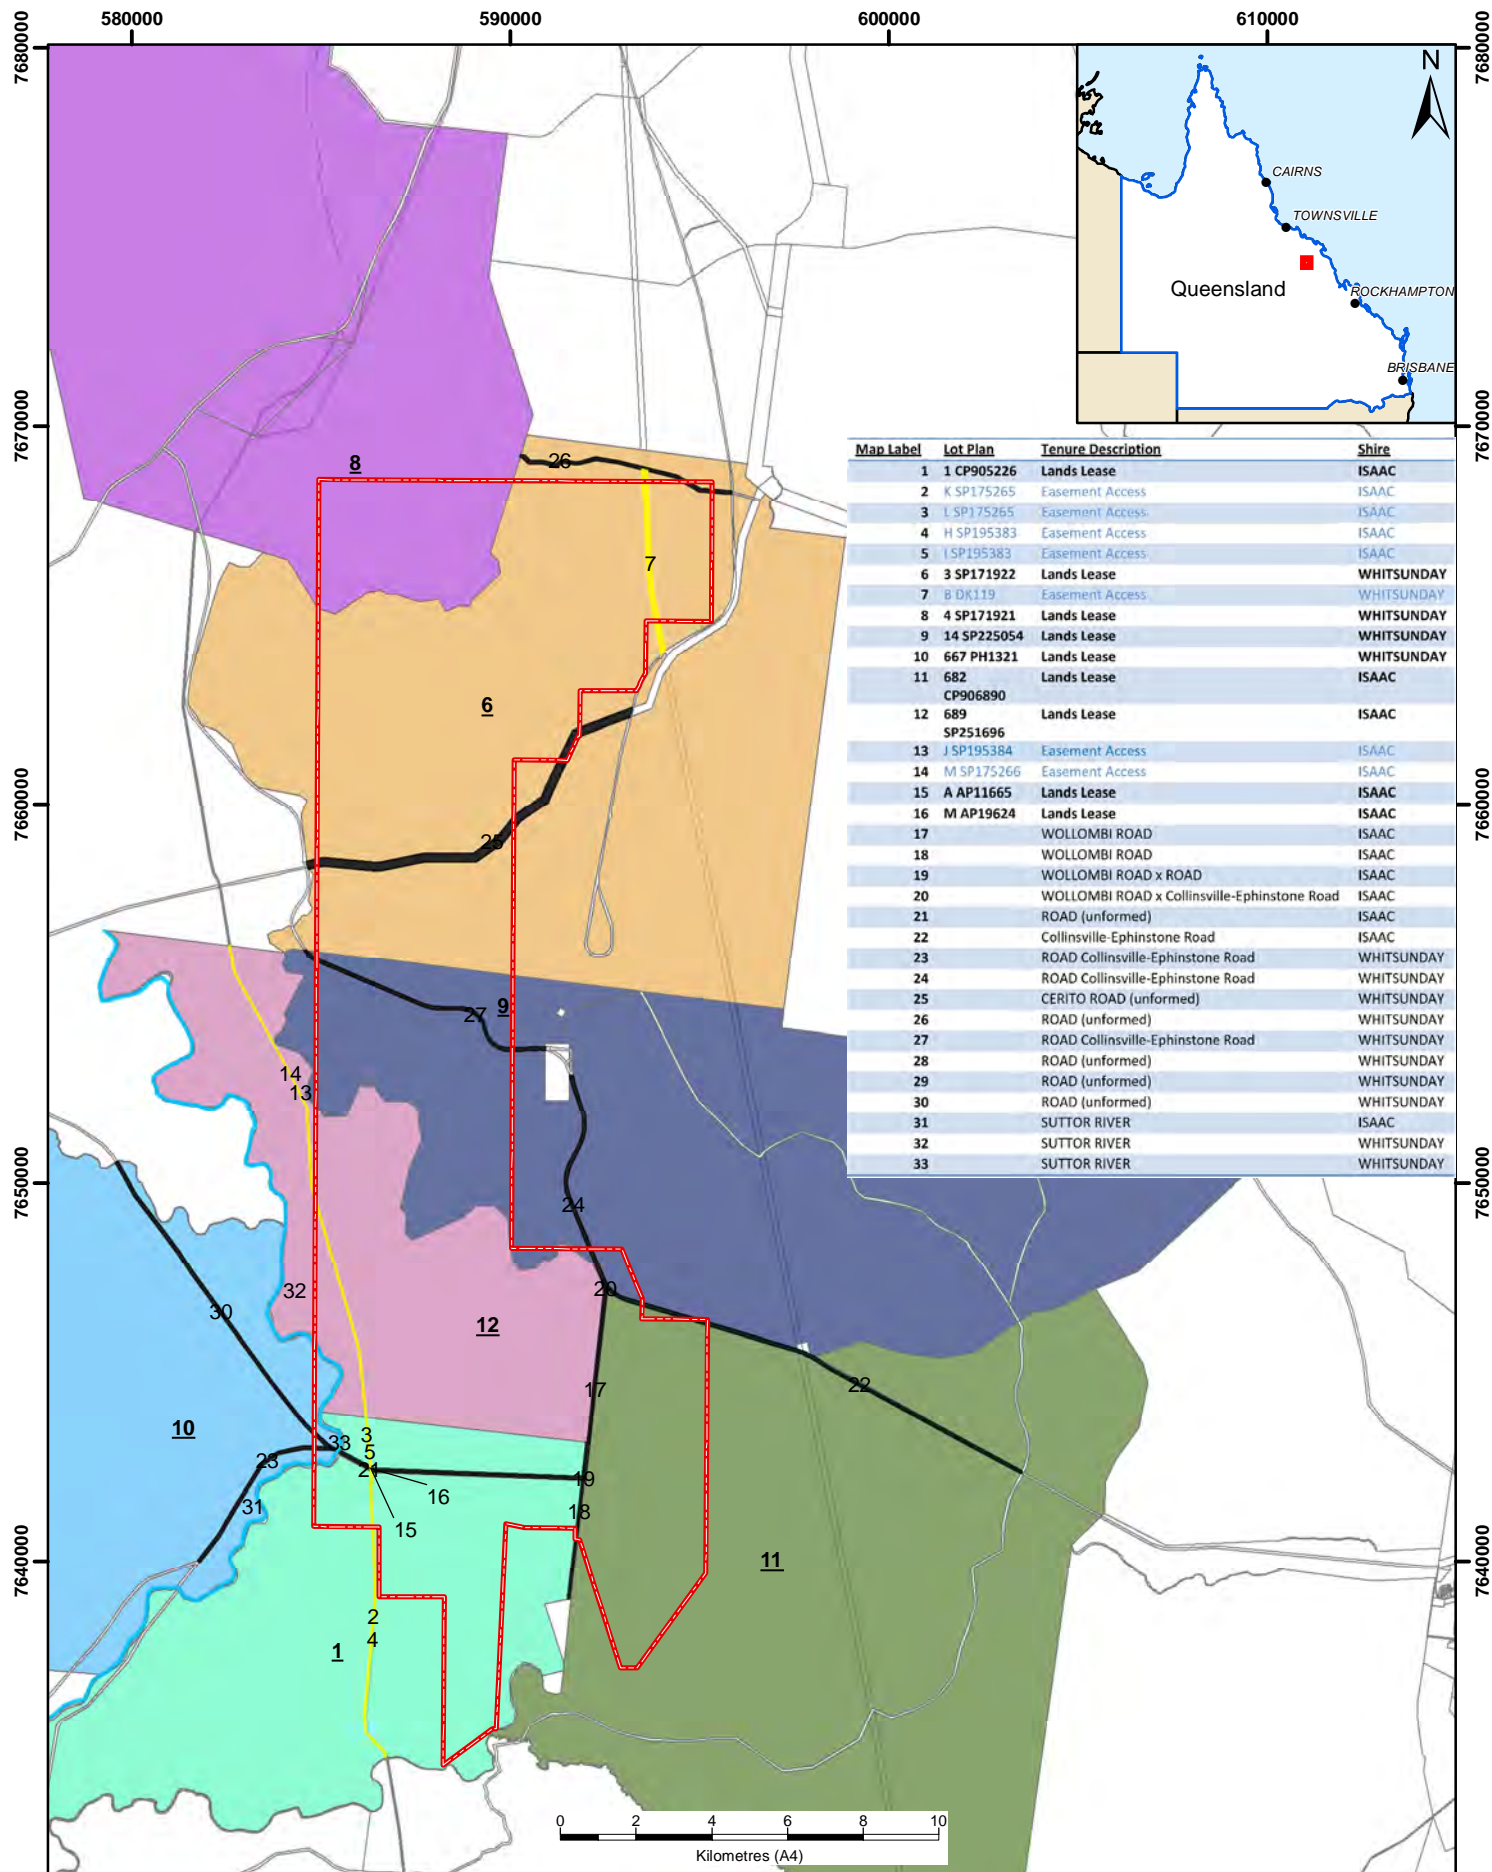 580000 590000 600000 610000
7680000
7680000
N
CAIRNS
TOWNSVILLE
Queensland
ROCKHAMPTON
BRISBANE
7670000
7670000
Map Label Lot Plan Tenure Description Shire
1 1 CP905226 Lands Lease ISAAC
2 K SP175265 Easement Access ISAAC
3 L SP175265 Easement Access ISAAC
4 H SP195383 Easement Access ISAAC
5 I SP195383 Easement Access ISAAC
6 3 SP171922 Lands Lease WHITSUNDAY
7 B DK119 Easement Access WHITSUNDAY
8 4 SP171921 Lands Lease WHITSUNDAY
9 14 SP225054 Lands Lease WHITSUNDAY
10 667 PH1321 Lands Lease WHITSUNDAY
11 682 Lands Lease ISAAC
CP906890
12 689 Lands Lease ISAAC
SP251696
13 J SP195384 Easement Access ISAAC
14 M SP175266 Easement Access ISAAC
15 A AP11665 Lands Lease ISAAC
16 M AP19624 Lands Lease ISAAC
17 WOLLOMBI ROAD ISAAC
18 WOLLOMBI ROAD ISAAC
19 WOLLOMBI ROAD x ROAD ISAAC
20 WOLLOMBI ROAD x Collinsville-Ephinstone Road ISAAC
21 ROAD (unformed) ISAAC
22 Collinsville-Ephinstone Road ISAAC
23 ROAD Collinsville-Ephinstone Road WHITSUNDAY
24 ROAD Collinsville-Ephinstone Road WHITSUNDAY
25 CERITO ROAD (unformed) WHITSUNDAY
26 ROAD (unformed) WHITSUNDAY
27 ROAD Collinsville-Ephinstone Road WHITSUNDAY
28 ROAD (unformed) WHITSUNDAY
29 ROAD (unformed) WHITSUNDAY
30 ROAD (unformed) WHITSUNDAY
31 SUTTOR RIVER ISAAC
32 SUTTOR RIVER WHITSUNDAY
33 SUTTOR RIVER WHITSUNDAY
8
26
7
6
7660000
7660000
25
9
27
14
13
7650000
7650000
24
32
20
30
12
22
17
10
3
33
5
23
21
19
16
31
18
15
7640000
7640000
11
2
4
1
0 2 4 6 8 10
Kilometres (A4)